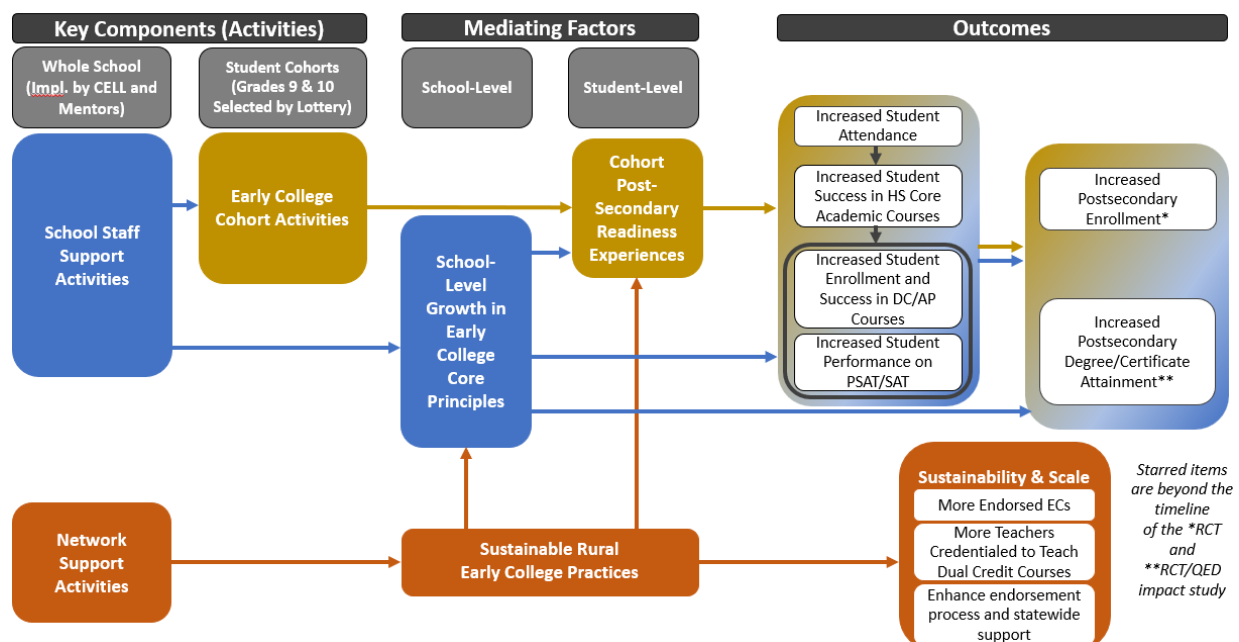 Key Components (Activities)
Mediating Factors
Outcomes
Whole School
(Impl. by CELL and
Mentors)
Student Cohorts
(Grades 9 & 10
Selected by Lottery)
School-Level
Student-Level
School Staff
Support
Activities
Early College
Cohort Activities
School-
Level
Growth in
Early
College
Core
Principles
Cohort
Post-
Secondary
Readiness
Experiences
Increased Student
Attendance
Increased Student
Success in HS Core
Academic Courses
Increased Student
Enrollment and
Success in DC/AP
Courses
Increased Student
Performance on
PSAT/SAT
Increased
Postsecondary
Enrollment*
Increased
Postsecondary
Degree/Certificate
Attainment**
Network
Support
Activities
Sustainable Rural
Early College Practices
Sustainability & Scale
More Endorsed ECs
More Teachers
Credentialed to Teach
Dual Credit Courses
Enhance endorsement
process and statewide
support
Starred items
are beyond the
timeline
of the *RCT
and
**RCT/QED
impact study